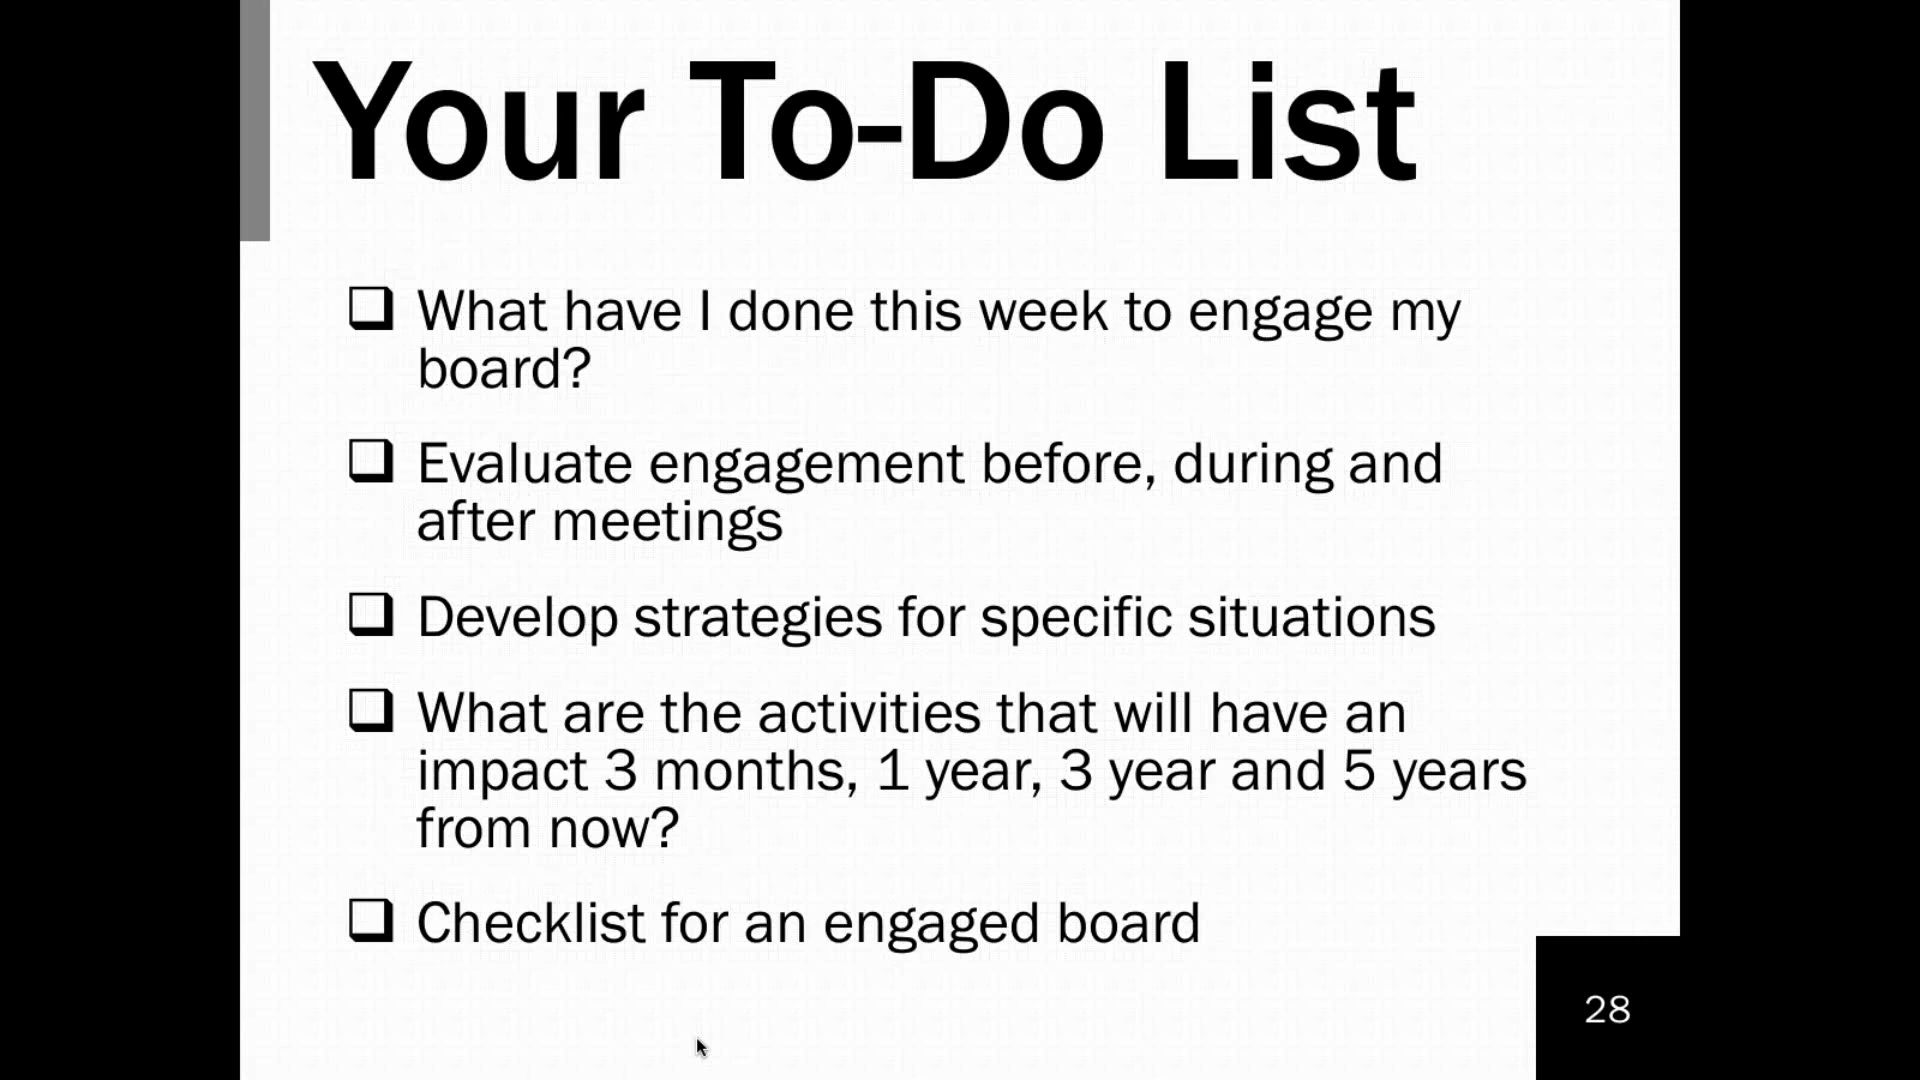 Your To-Do List
What have I done this week to engage my
board?
Evaluate engagement before, during and
after meetings
Develop strategies for specific situations
What are the activities that will have an
impact 3 months, 1 year, 3 year and 5 years
from now?
Checklist for an engaged board
28